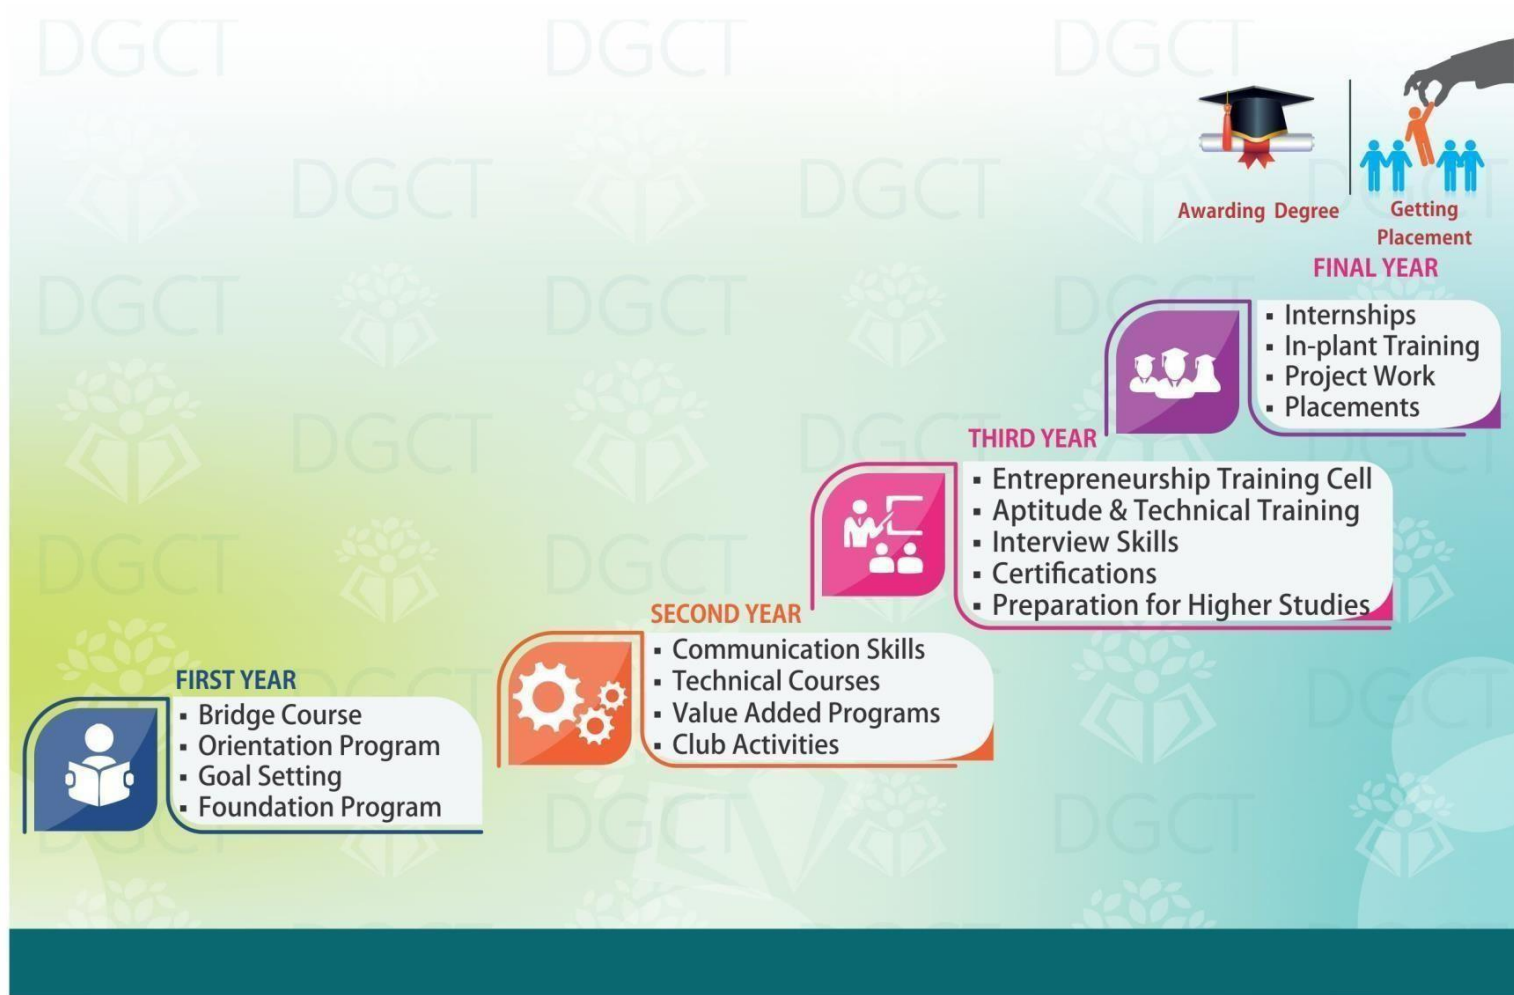 DGCT
Awarding Degree
Getting
Placement
FINAL YEAR
▪ Internships
▪ In-plant Training
▪ Project Work
▪ Placements
THIRD YEAR
▪ Entrepreneurship Training Cell
▪ Aptitude & Technical Training
▪ Interview Skills
▪ Certifications
▪ Preparation for Higher Studies
SECOND YEAR
▪ Communication Skills
▪ Technical Courses
▪ Value Added Programs
▪ Club Activities
FIRST YEAR
▪ Bridge Course
▪ Orientation Program
▪ Goal Setting
▪ Foundation Program